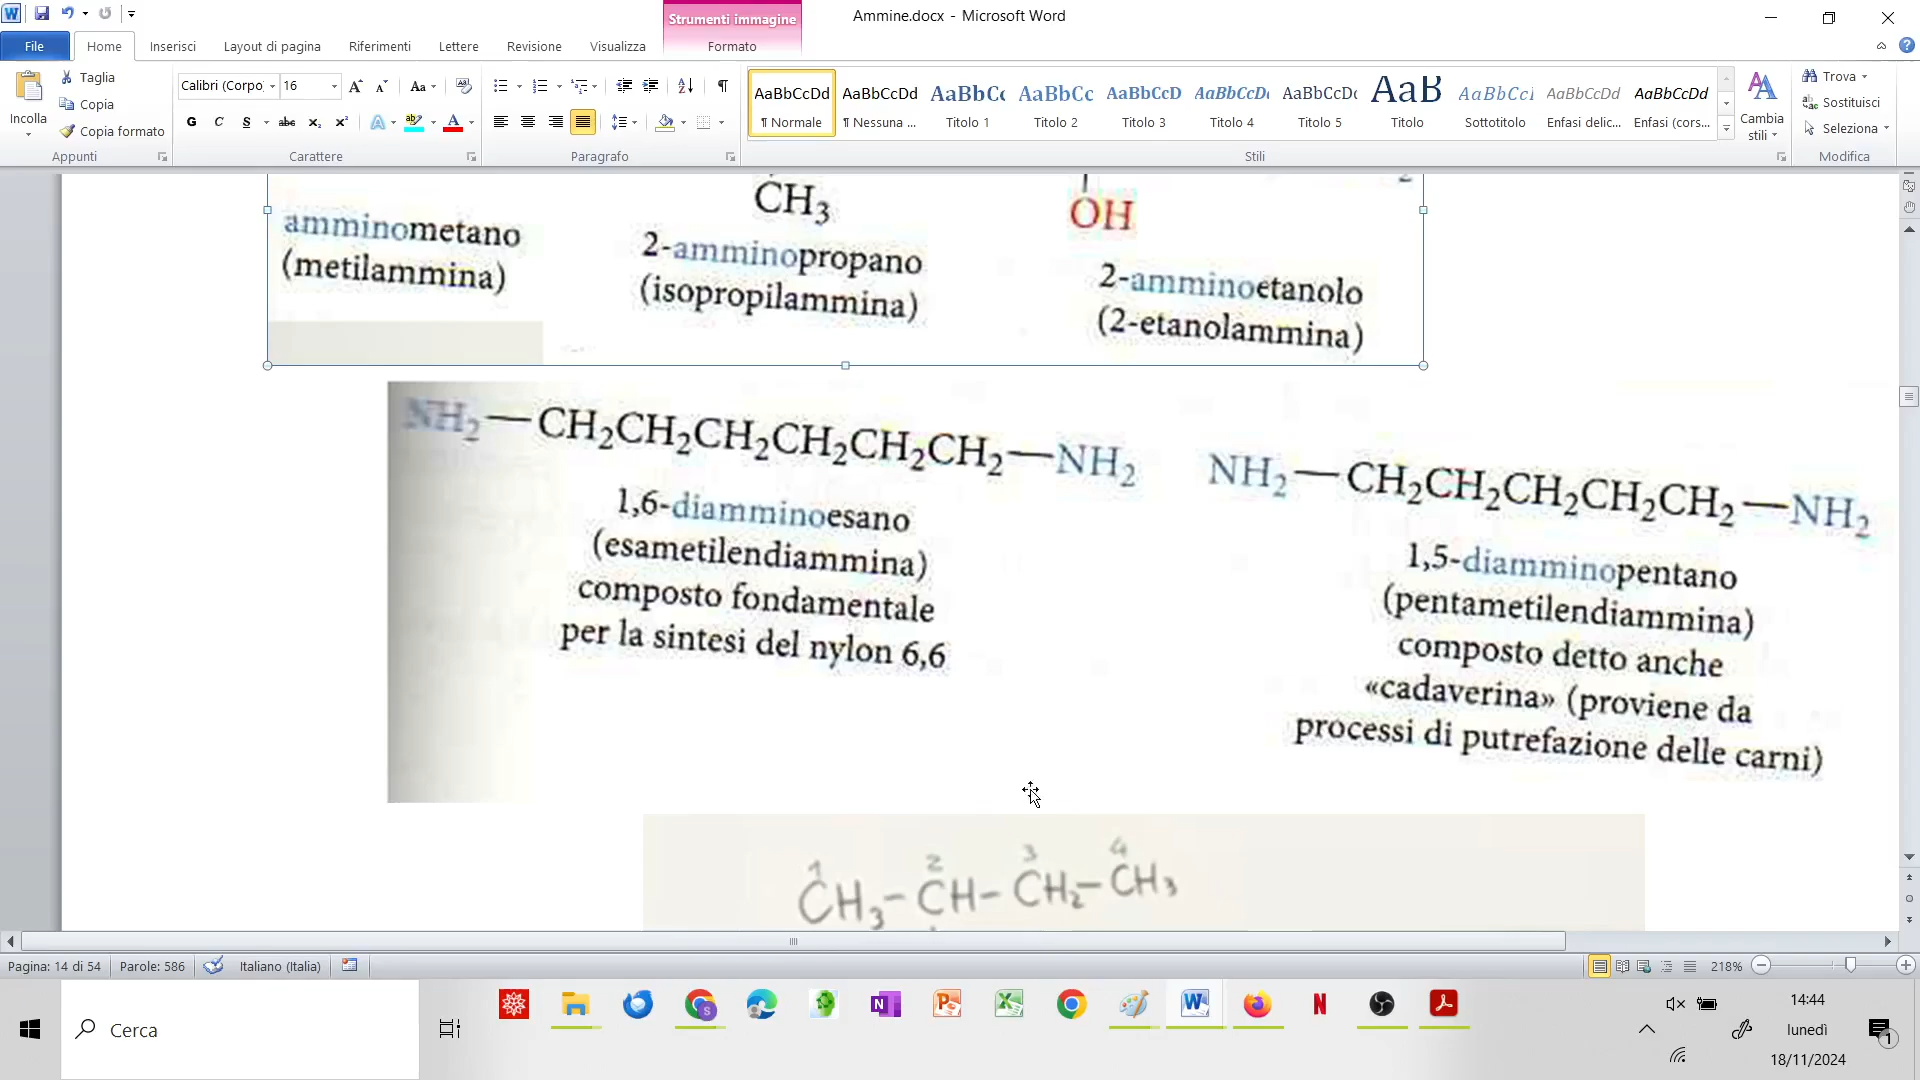 Ammine.docx - Microsoft Word
Strumenti immagine
File
Home
Inserisci
Layout di pagina
Riferimenti
Lettere
Revisione
Visualizza
Formato
Incolla
Taglia
Copia
Copia formato
Appunti
Calibri (Corpo
16
Aa
G C S abc x₂ x²
Carattere
Paragrafo
AaBbCcDd
¶ Normale
AaBbCcDd
¶ Nessuna ...
AaBbCc
Titolo 1
AaBbCc
Titolo 2
AaBbCcD
Titolo 3
AaBbCcD
Titolo 4
AaBbCcDc
Titolo 5
AaB
Titolo
AaBbCcI
Sottotitolo
AaBbCcDd
Enfasi delic...
AaBbCcDd
Enfasi (cors...
Stili
Cambia
stili
Trova
Sostituisci
Seleziona
Modifica
CH₃
OH
amminometano
(metilammina)
2-amminopropano
(isopropilammina)
2-amminoetanolo
(2-etanolammina)
NH₂—CH₂CH₂CH₂CH₂CH₂CH₂—NH₂
1,6-diamminoesano
(esametilendiammina)
composto fondamentale
per la sintesi del nylon 6,6
NH₂—CH₂CH₂CH₂CH₂CH₂—NH₂
1,5-diamminopentano
(pentametilendiammina)
composto detto anche
«cadaverina» (proviene da
processi di putrefazione delle carni)
1 2 3 4
CH₃-CH-CH₂-CH₃
Pagina: 14 di 54
Parole: 586
Italiano (Italia)
218%
Cerca
14:44
lunedì
18/11/2024
1